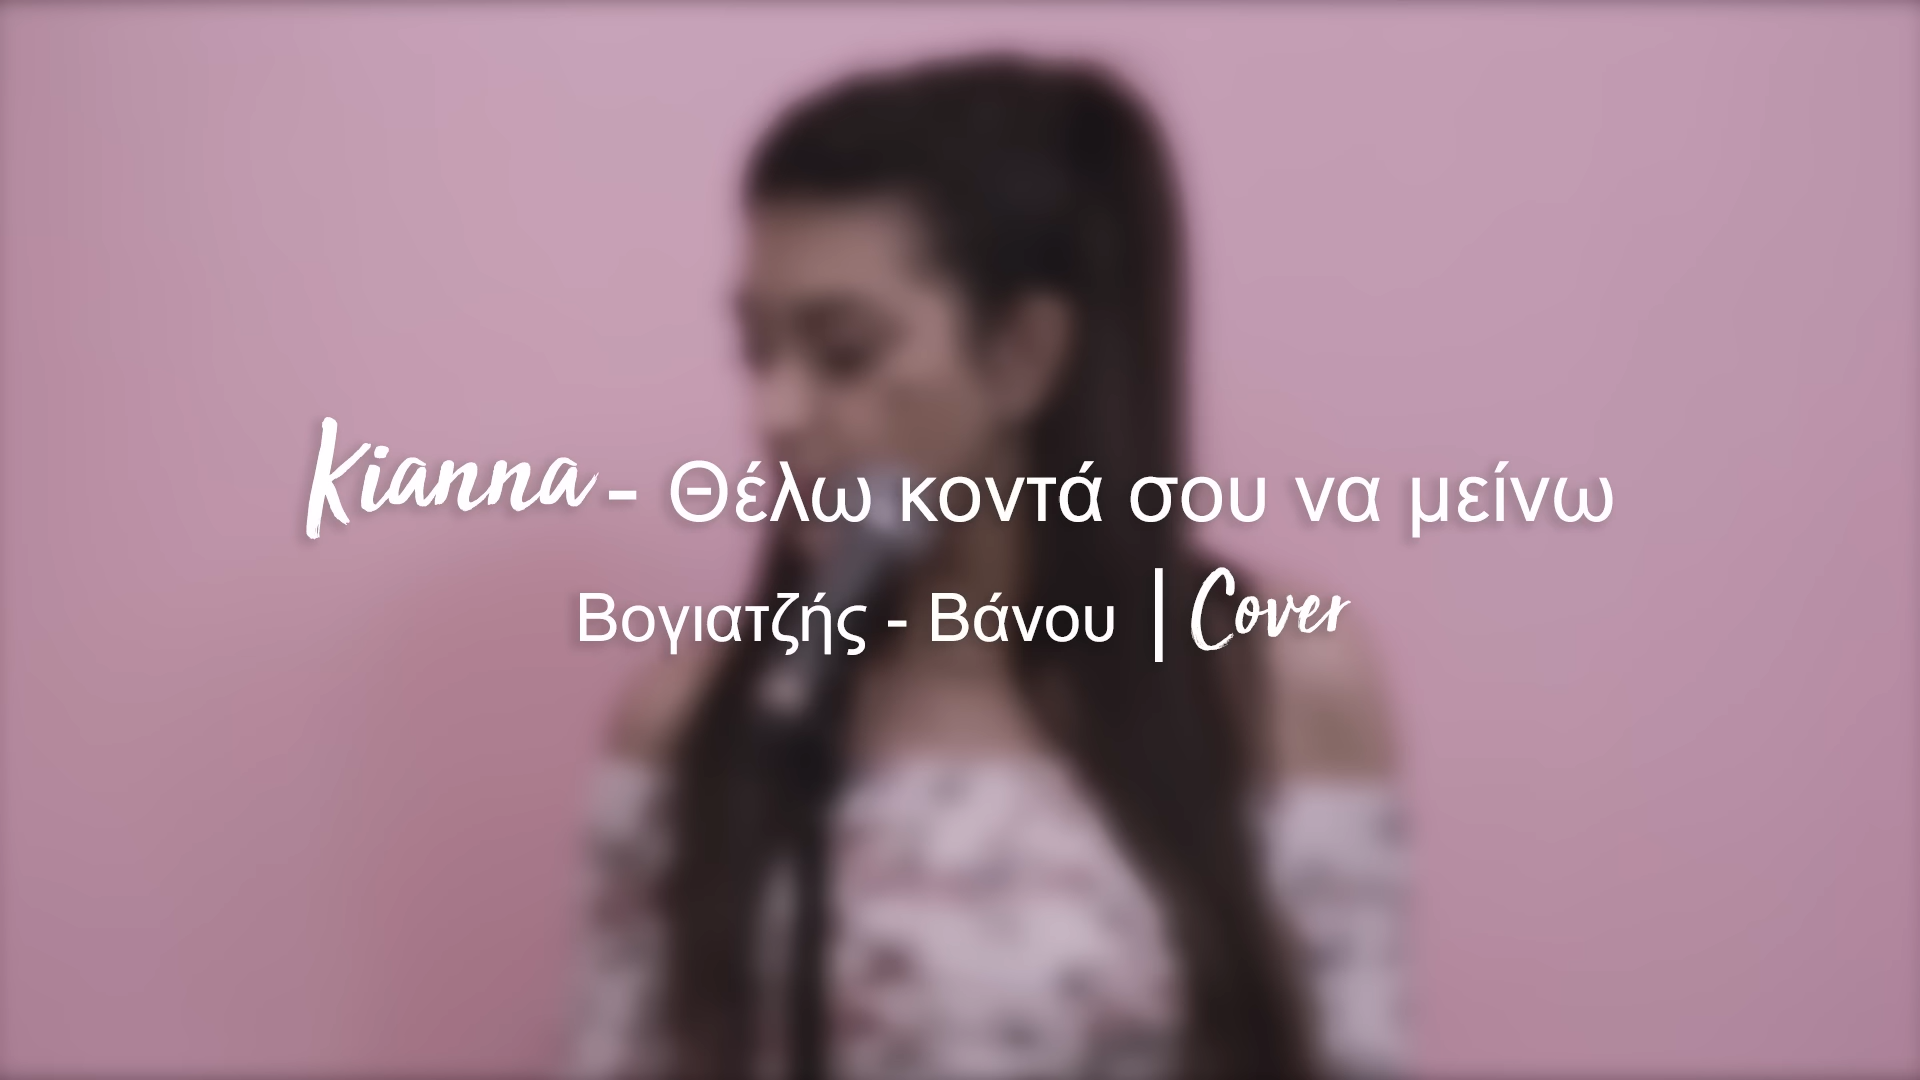 Kianna - Θέλω κοντά σου να μείνω
Βογιατζής - Βάνου | Cover